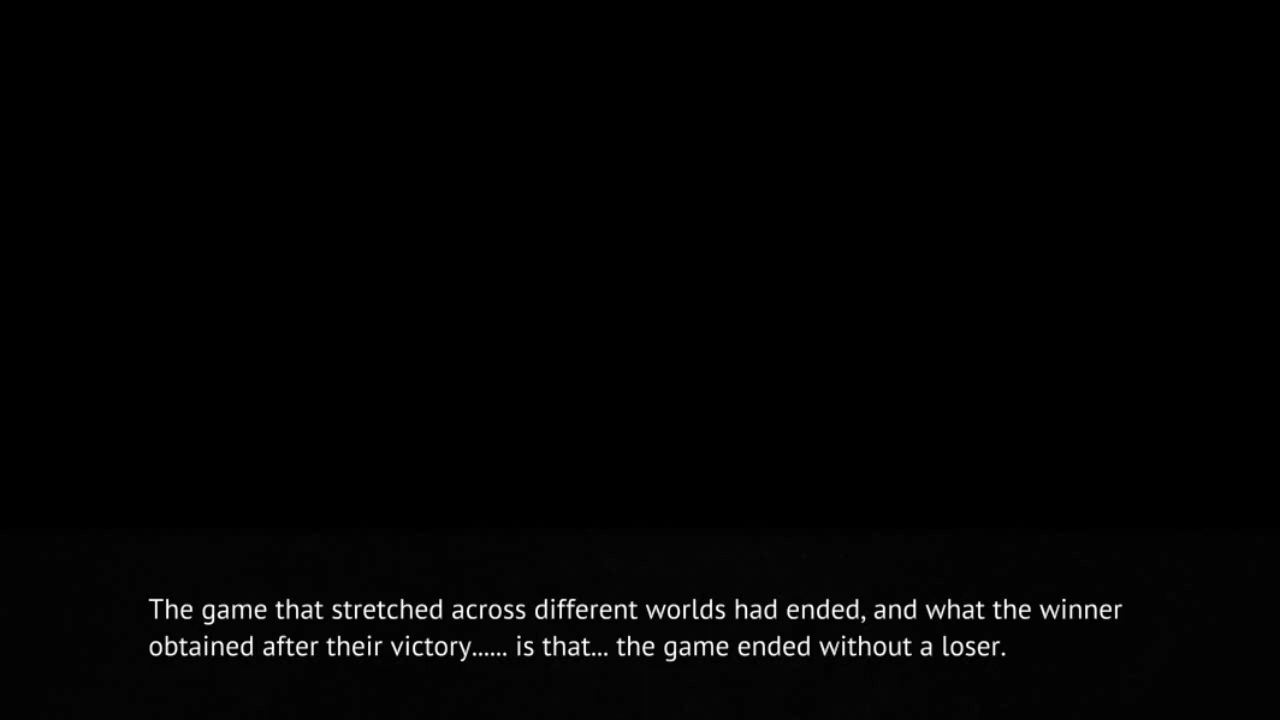 The game that stretched across different worlds had ended, and what the winner
obtained after their victory...... is that... the game ended without a loser.